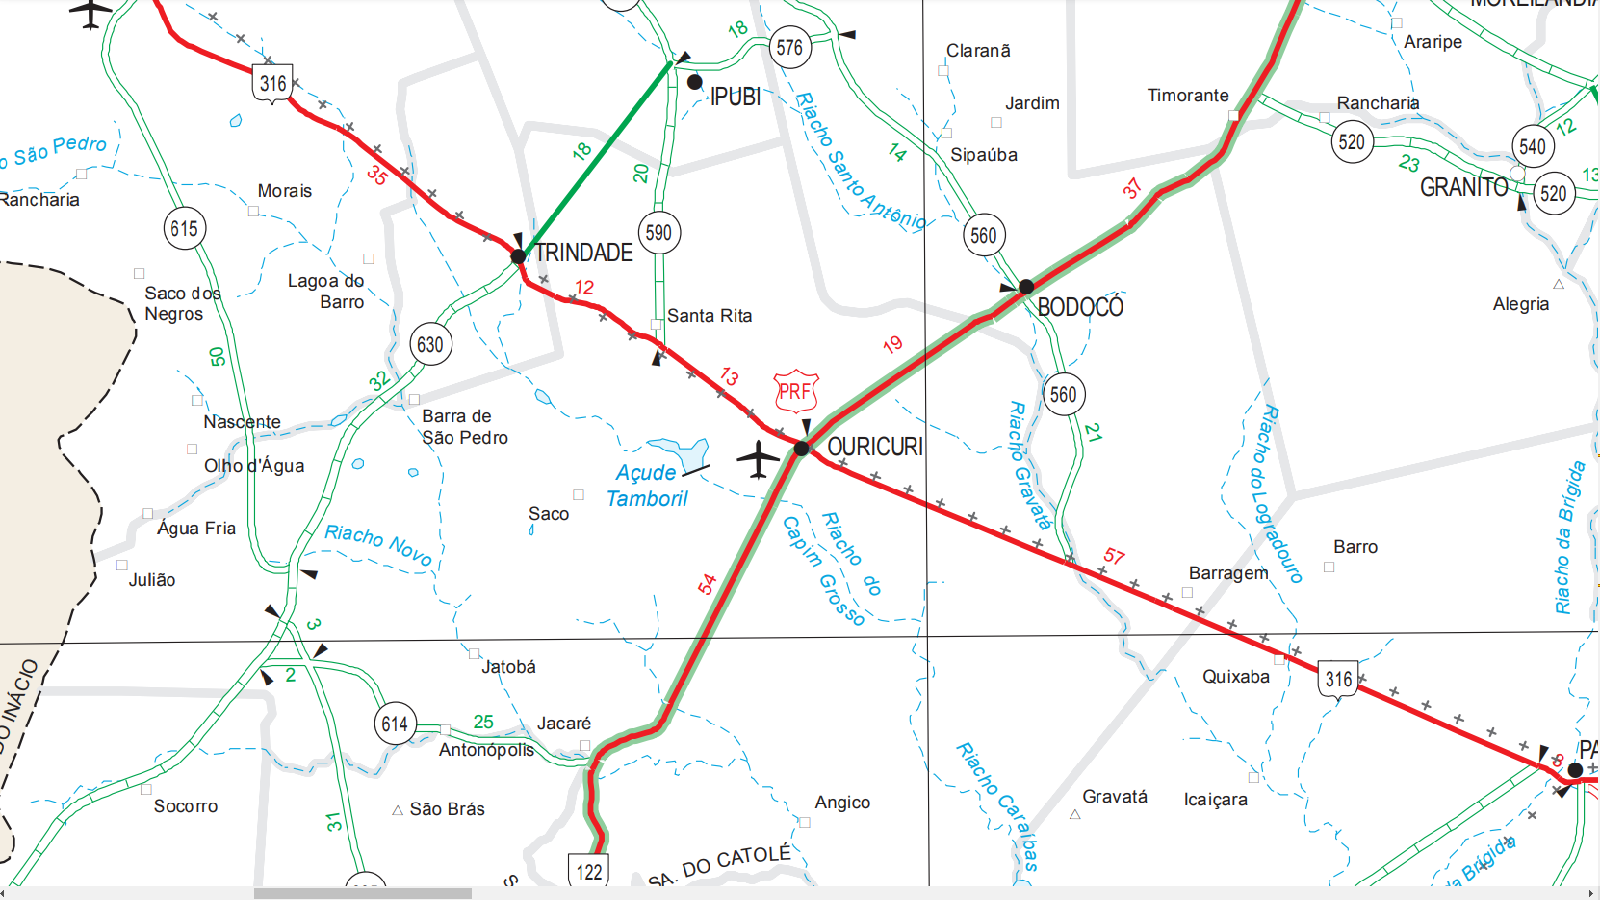 MOREILÂNDIA
18
576
Claranã
Araripe
316
IPUBI
Jardim
Timorante
Rancharia
12
540
520
Riacho Santo Antônio
o São Pedro
18
14
Sipaúba
23
13
35
20
GRANITO
520
37
Rancharia
Morais
615
590
560
TRINDADE
Lagoa do
Barro
12
Saco dos
Negros
Santa Rita
BODOCÓ
Alegria
630
19
50
32
13
PRF
560
Nascente
Barra de
São Pedro
21
OURICURI
Olho d'Água
Açude
Tamboril
Riacho Gravatá
Riacho do Logradouro
Riacho da Brígida
Saco
Água Fria
Riacho Novo
Riacho do
Capim Grosso
Barro
57
Julião
54
Barragem
3
Jatobá
2
Quixaba
316
DO INÁCIO
614
25
Jacaré
Antonópolis
PA
8
Riacho Caraíbas
Socorro
São Brás
Angico
Gravatá
Icaiçara
31
da Brígida
122
SA. DO CATOLÉ
S